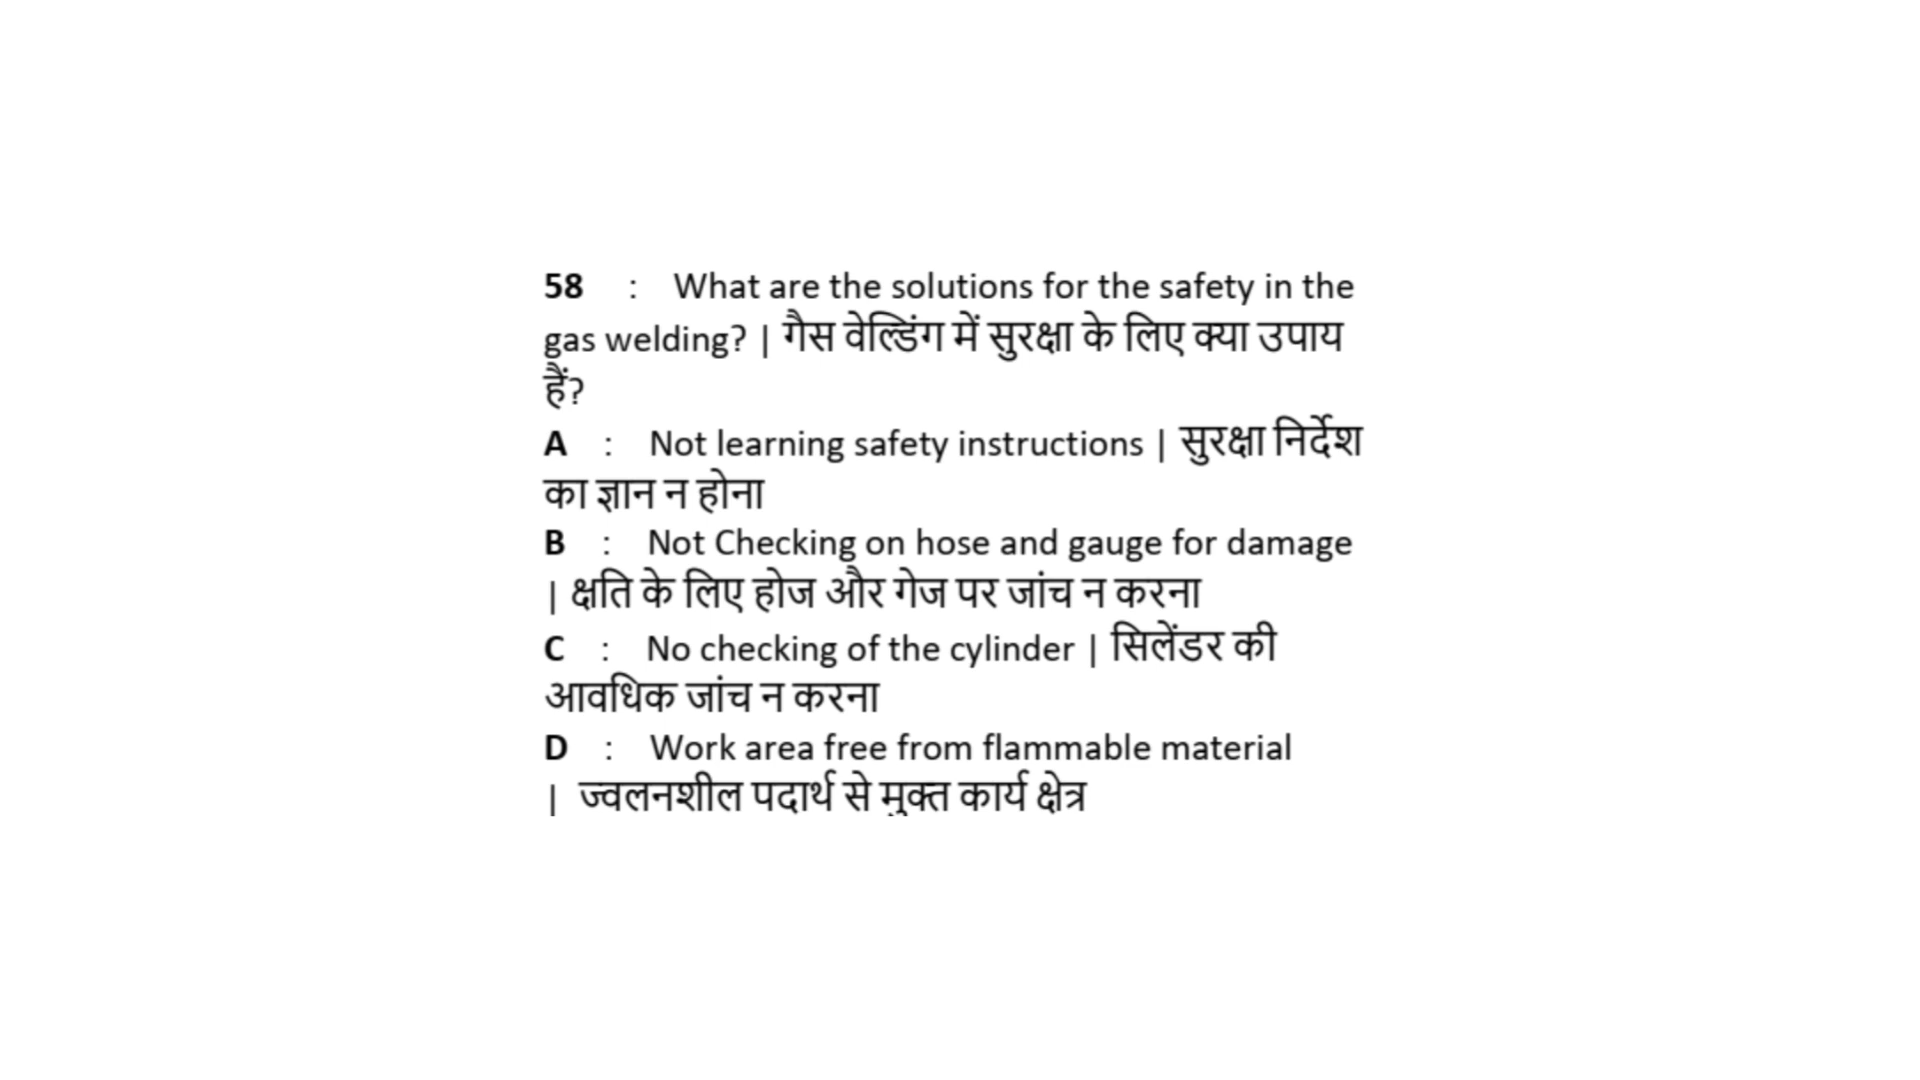 58 : What are the solutions for the safety in the
gas welding? | गैस वेल्डिंग में सुरक्षा के लिए क्या उपाय
हैं?
A : Not learning safety instructions | सुरक्षा निर्देश
का ज्ञान न होना
B : Not Checking on hose and gauge for damage
| क्षति के लिए होज और गेज पर जांच न करना
C : No checking of the cylinder | सिलेंडर की
आवधिक जांच न करना
D : Work area free from flammable material
| ज्वलनशील पदार्थ से मुक्त कार्य क्षेत्र